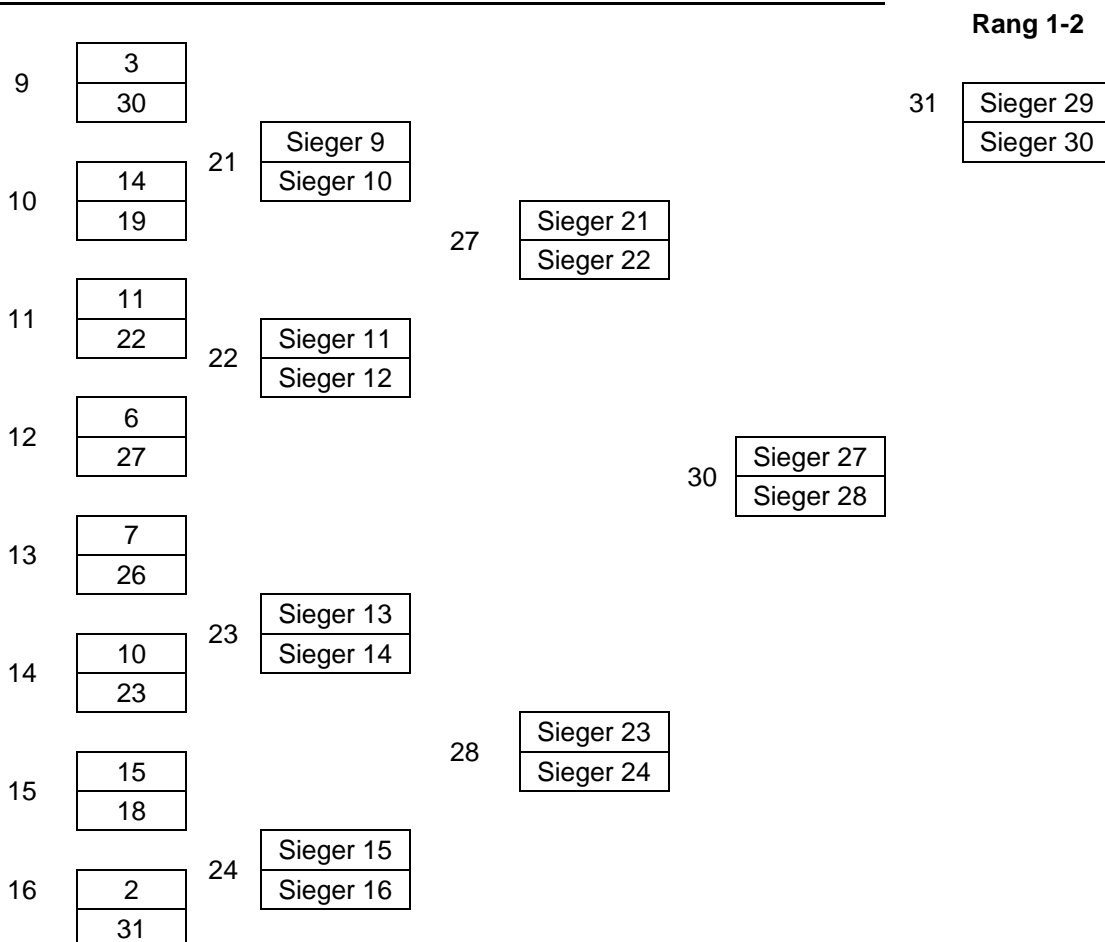 Rang 1-2
9
3
30
31
Sieger 29
Sieger 30
21
Sieger 9
Sieger 10
10
14
19
27
Sieger 21
Sieger 22
11
11
22
22
Sieger 11
Sieger 12
12
6
27
30
Sieger 27
Sieger 28
13
7
26
23
Sieger 13
Sieger 14
14
10
23
28
Sieger 23
Sieger 24
15
15
18
24
Sieger 15
Sieger 16
16
2
31